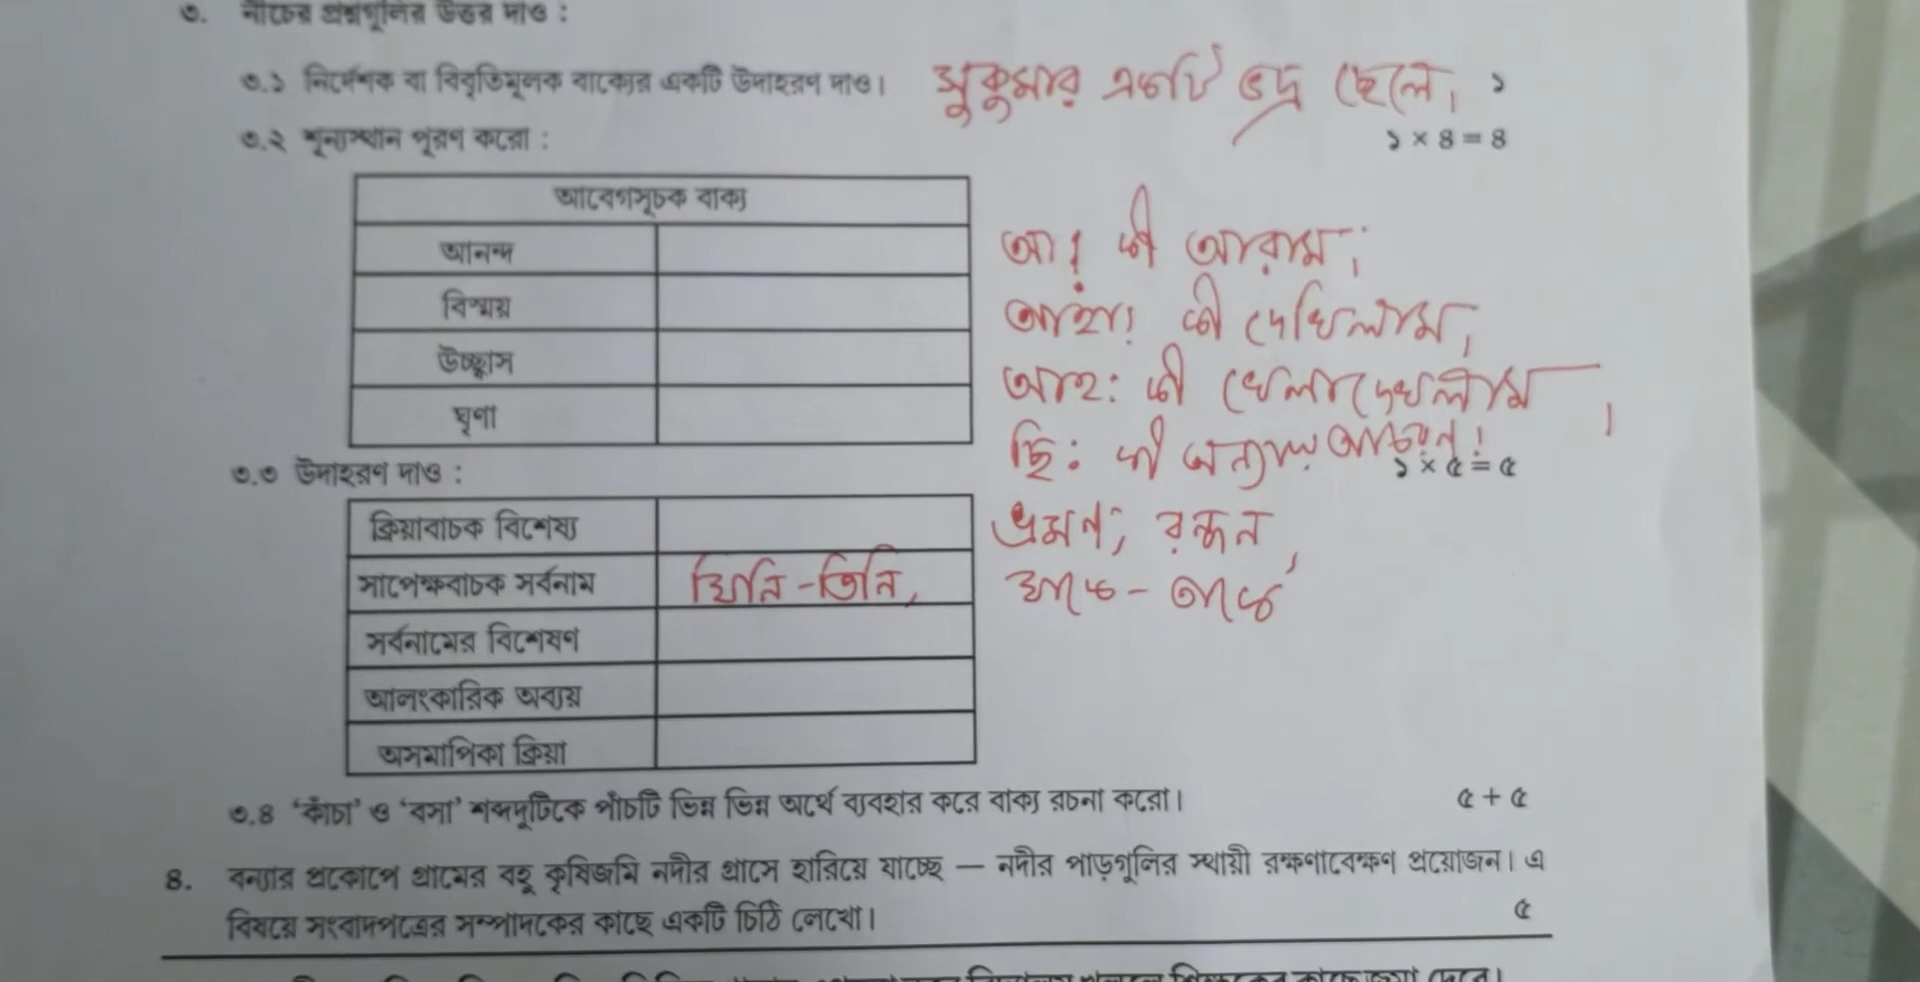 ৩. নীচের প্রশ্নগুলির উত্তর দাও :
৩.১ নির্দেশক বা বিবৃতিমূলক বাক্যের একটি উদাহরণ দাও। সুকুমার একটি ভদ্র ছেলে। ১
৩.২ শূন্যস্থান পূরণ করো : ১ × ৪ = ৪
আবেগসূচক বাক্য
আনন্দ আঃ কী আরাম।
বিস্ময় আহা! কী দেখিলাম।
উচ্ছ্বাস আহ: কী খেলা দেখলাম।
ঘৃণা ছি: কী অন্যায় আচরন!
৩.৩ উদাহরণ দাও : ১ × ৫ = ৫
ক্রিয়াবাচক বিশেষ্য ভ্রমণ, রন্ধন,
সাপেক্ষবাচক সর্বনাম যিনি - তিনি, যাকে - তাকে
সর্বনামের বিশেষণ
আলংকারিক অব্যয়
অসমাপিকা ক্রিয়া
৩.৪ 'কাঁচা' ও 'বসা' শব্দদুটিকে পাঁচটি ভিন্ন ভিন্ন অর্থে ব্যবহার করে বাক্য রচনা করো। ৫ + ৫
৪. বন্যার প্রকোপে গ্রামের বহু কৃষিজমি নদীর গ্রাসে হারিয়ে যাচ্ছে — নদীর পাড়গুলির স্থায়ী রক্ষণাবেক্ষণ প্রয়োজন। এ
বিষয়ে সংবাদপত্রের সম্পাদকের কাছে একটি চিঠি লেখো। ৫